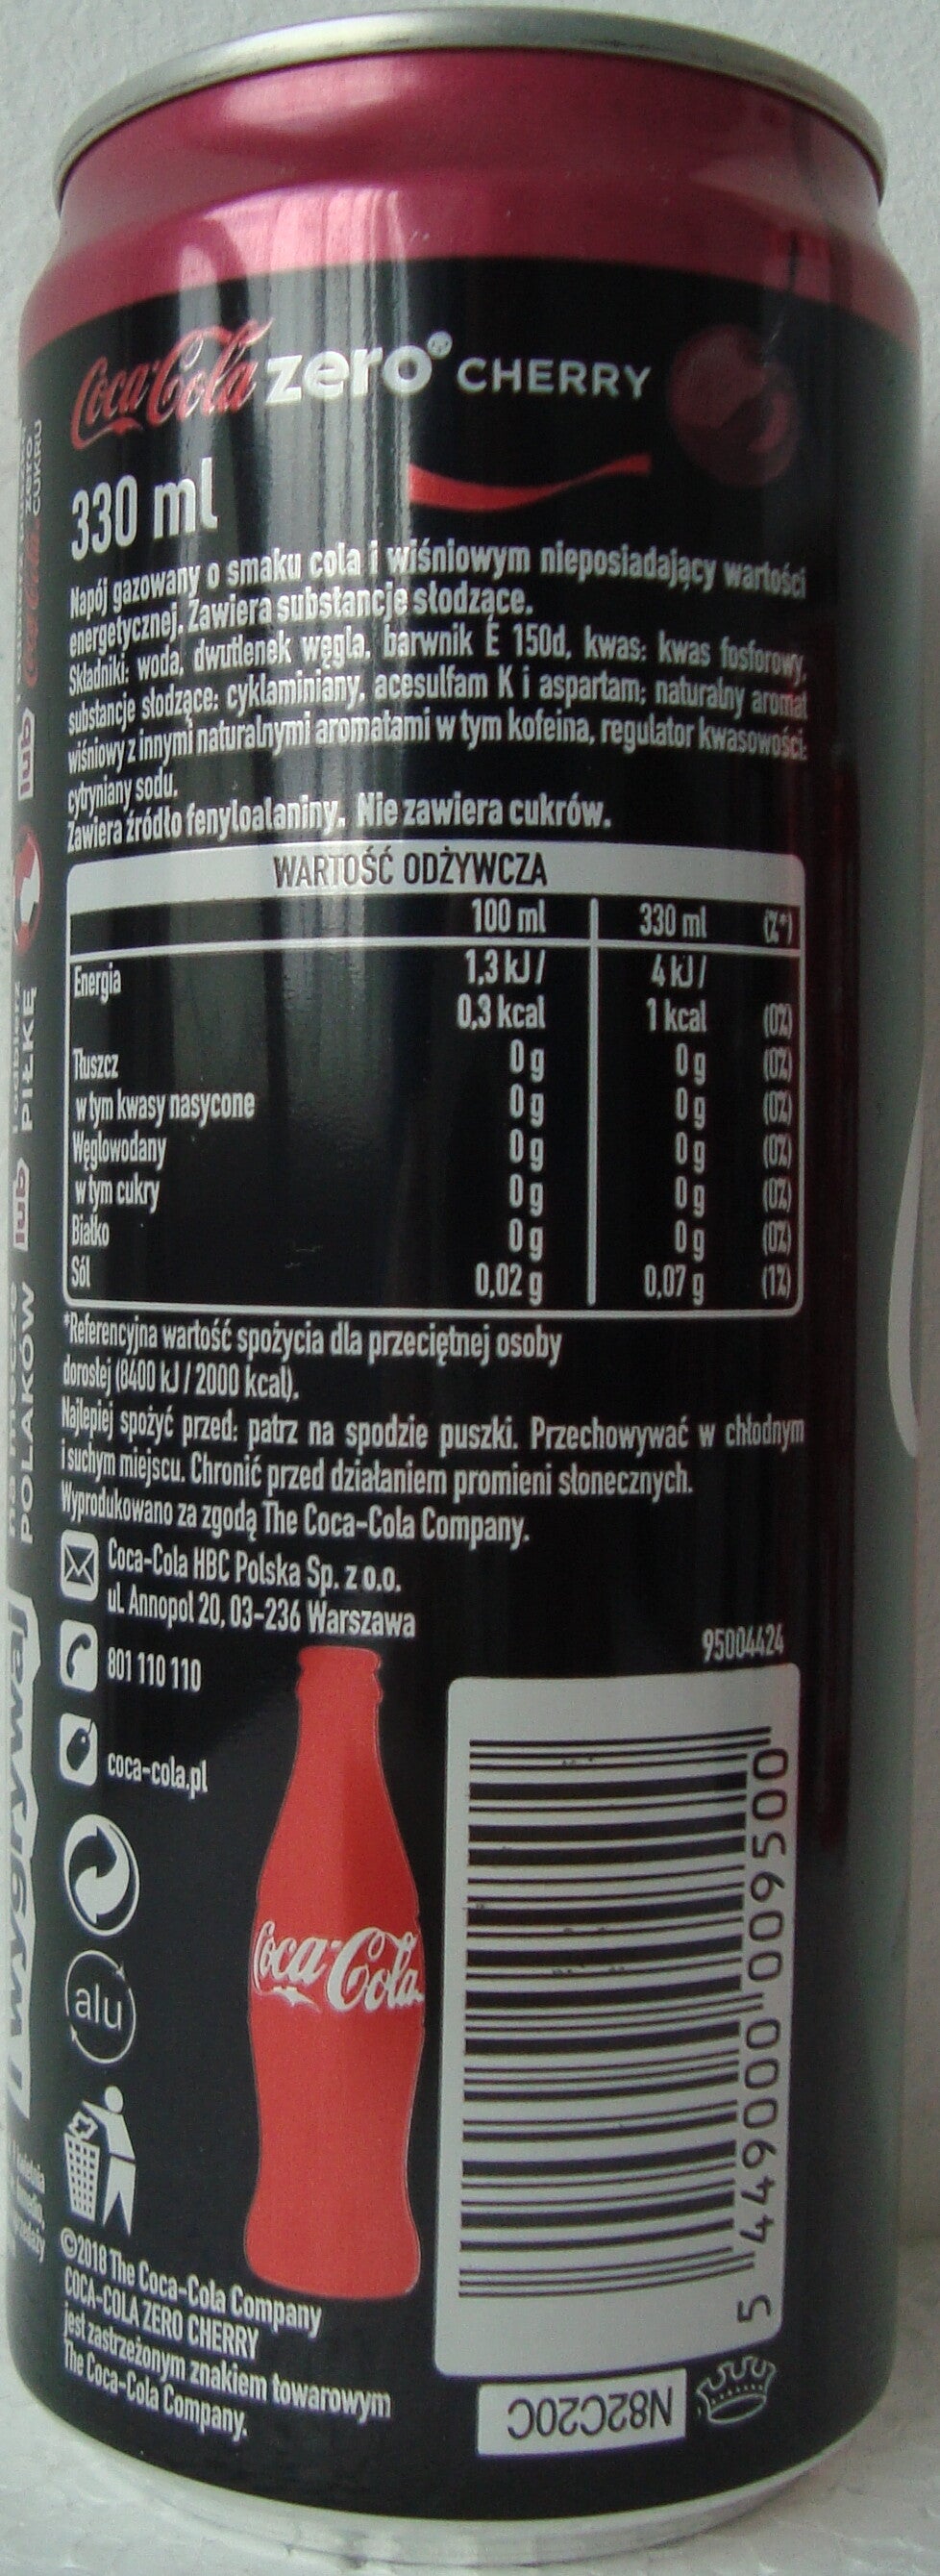 Coca-Cola zero® CHERRY
330 ml
Napój gazowany o smaku cola i wiśniowym nieposiadający wartości
energetycznej. Zawiera substancje słodzące.
Składniki: woda, dwutlenek węgla, barwnik E 150d, kwas: kwas fosforowy,
substancje słodzące: cyklaminiany, acesulfam K i aspartam; naturalny aromat
wiśniowy z innymi naturalnymi aromatami w tym kofeina, regulator kwasowości:
cytryniany sodu.
Zawiera źródło fenyloalaniny. Nie zawiera cukrów.
WARTOŚĆ ODŻYWCZA
100 ml 330 ml (%*)
Energia 1,3 kJ / 4 kJ /
0,3 kcal 1 kcal (0%)
Tłuszcz 0 g 0 g (0%)
w tym kwasy nasycone 0 g 0 g (0%)
Węglowodany 0 g 0 g (0%)
w tym cukry 0 g 0 g (0%)
Białko 0 g 0 g (0%)
Sól 0,02 g 0,07 g (1%)
*Referencyjna wartość spożycia dla przeciętnej osoby
dorosłej (8400 kJ / 2000 kcal).
Najlepiej spożyć przed: patrz na spodzie puszki. Przechowywać w chłodnym
i suchym miejscu. Chronić przed działaniem promieni słonecznych.
Wyprodukowano za zgodą The Coca-Cola Company.
Coca-Cola HBC Polska Sp. z o.o.
ul. Annopol 20, 03-236 Warszawa
801 110 110
coca-cola.pl
95004424
Coca-Cola
alu
5 449000 009500
N82C20C
©2018 The Coca-Cola Company
COCA-COLA ZERO CHERRY
jest zastrzeżonym znakiem towarowym
The Coca-Cola Company.
ZERO
CUKRU
lub
PIŁKĘ
lub
na mecz
POLAKÓW
wygrywaj